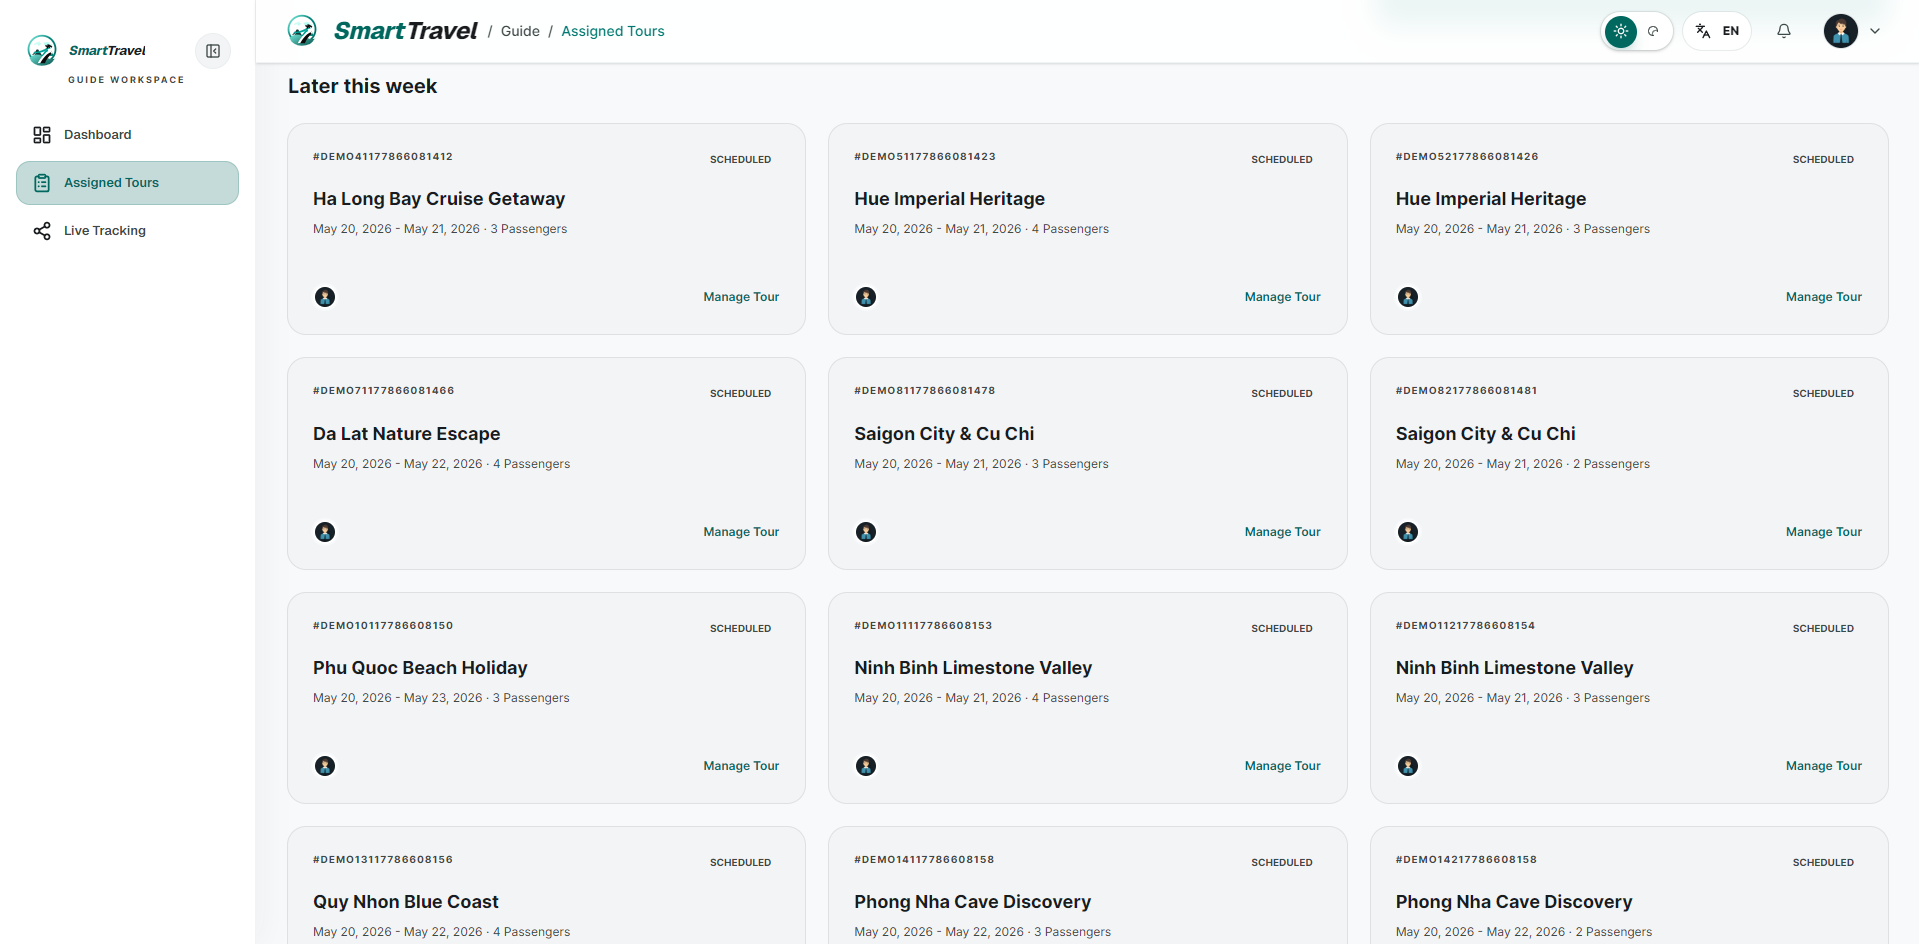 SmartTravel
GUIDE WORKSPACE
Dashboard
Assigned Tours
Live Tracking
SmartTravel / Guide / Assigned Tours
EN
Later this week
#DEMO41177866081412
SCHEDULED
Ha Long Bay Cruise Getaway
May 20, 2026 - May 21, 2026 · 3 Passengers
Manage Tour
#DEMO51177866081423
SCHEDULED
Hue Imperial Heritage
May 20, 2026 - May 21, 2026 · 4 Passengers
Manage Tour
#DEMO52177866081426
SCHEDULED
Hue Imperial Heritage
May 20, 2026 - May 21, 2026 · 3 Passengers
Manage Tour
#DEMO71177866081466
SCHEDULED
Da Lat Nature Escape
May 20, 2026 - May 22, 2026 · 4 Passengers
Manage Tour
#DEMO81177866081478
SCHEDULED
Saigon City & Cu Chi
May 20, 2026 - May 21, 2026 · 3 Passengers
Manage Tour
#DEMO82177866081481
SCHEDULED
Saigon City & Cu Chi
May 20, 2026 - May 21, 2026 · 2 Passengers
Manage Tour
#DEMO10117786608150
SCHEDULED
Phu Quoc Beach Holiday
May 20, 2026 - May 23, 2026 · 3 Passengers
Manage Tour
#DEMO11117786608153
SCHEDULED
Ninh Binh Limestone Valley
May 20, 2026 - May 21, 2026 · 4 Passengers
Manage Tour
#DEMO11217786608154
SCHEDULED
Ninh Binh Limestone Valley
May 20, 2026 - May 21, 2026 · 3 Passengers
Manage Tour
#DEMO13117786608156
SCHEDULED
Quy Nhon Blue Coast
May 20, 2026 - May 22, 2026 · 4 Passengers
#DEMO14117786608158
SCHEDULED
Phong Nha Cave Discovery
May 20, 2026 - May 22, 2026 · 3 Passengers
#DEMO14217786608158
SCHEDULED
Phong Nha Cave Discovery
May 20, 2026 - May 22, 2026 · 2 Passengers